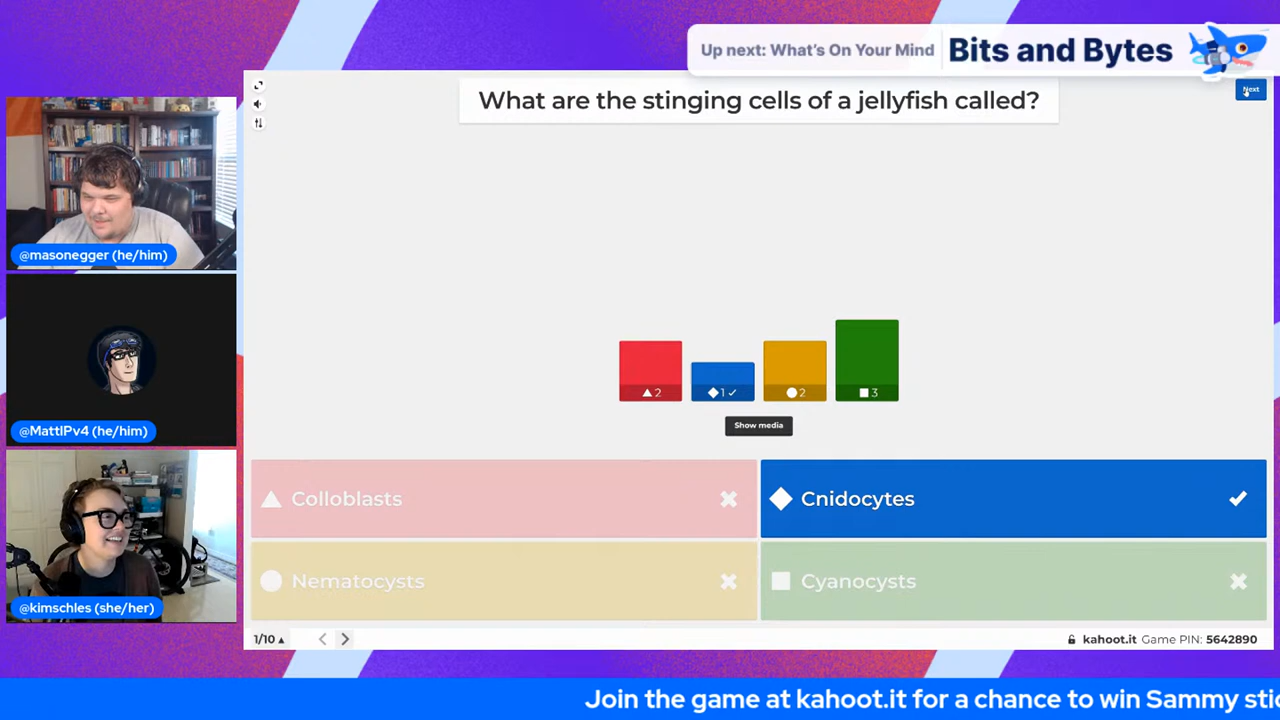 Up next: What's On Your Mind
Bits and Bytes
What are the stinging cells of a jellyfish called?
Next
@masonegger (he/him)
@MattIPv4 (he/him)
@kimschles (she/her)
2
1
2
3
Show media
Colloblasts
Cnidocytes
Nematocysts
Cyanocysts
1/10
kahoot.it Game PIN: 5642890
Join the game at kahoot.it for a chance to win Sammy stic